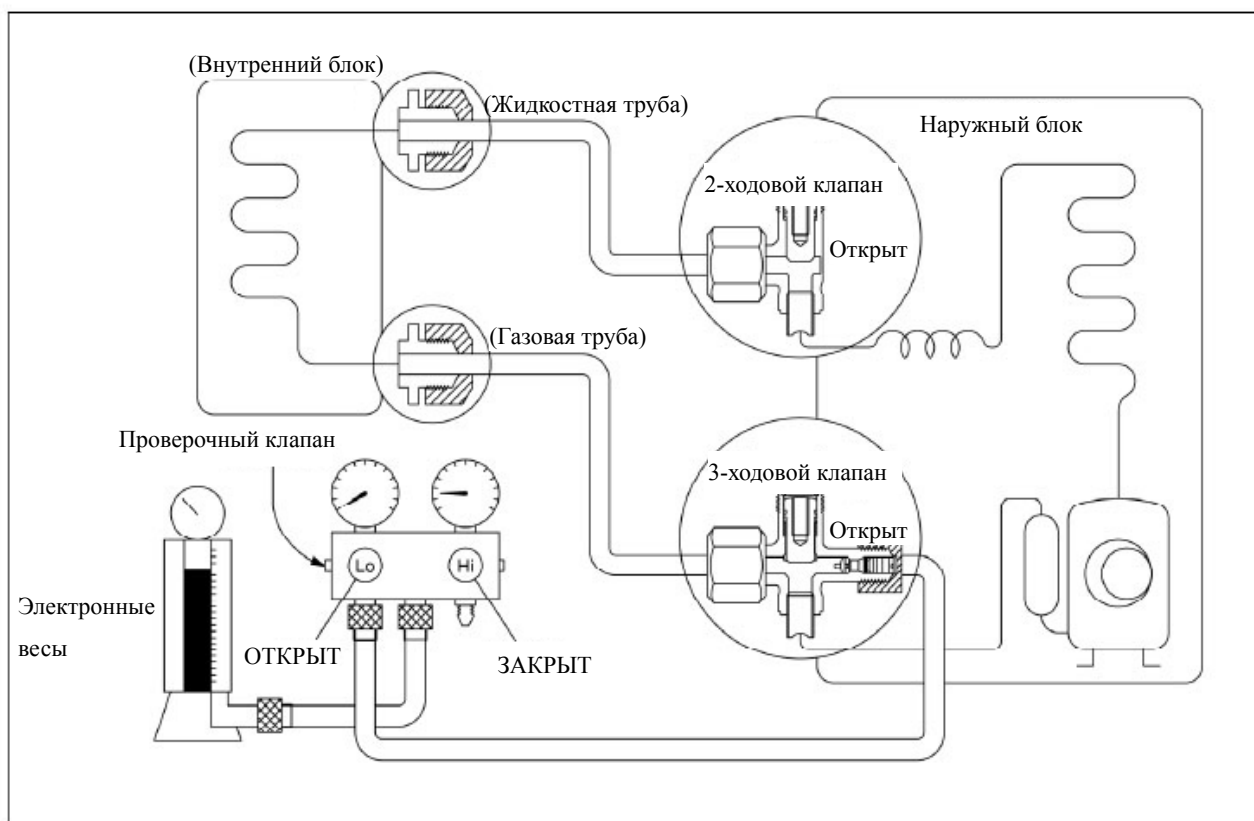 (Внутренний блок)
(Жидкостная труба)
Наружный блок
2-ходовой клапан
Открыт
(Газовая труба)
Проверочный клапан
3-ходовой клапан
Открыт
Lo
Hi
Электронные
весы
ОТКРЫТ
ЗАКРЫТ